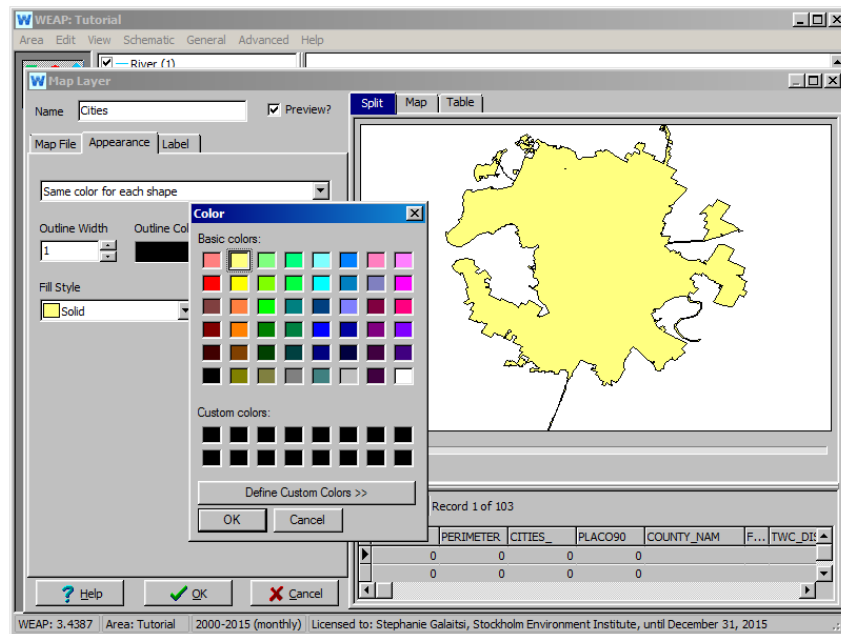 WEAP: Tutorial
Area Edit View Schematic General Advanced Help
River (1)
Map Layer
Name Cities Preview?
Split Map Table
Map File Appearance Label
Same color for each shape
Outline Width Outline Col
1
Fill Style
Solid
Color
Basic colors:
Custom colors:
Define Custom Colors >>
OK Cancel
Record 1 of 103
PERIMETER CITIES_ PLACO90 COUNTY_NAM F... TWC_DIS
0 0 0 0
0 0 0 0
? Help OK Cancel
WEAP: 3.4387 Area: Tutorial 2000-2015 (monthly) Licensed to: Stephanie Galaitsi, Stockholm Environment Institute, until December 31, 2015